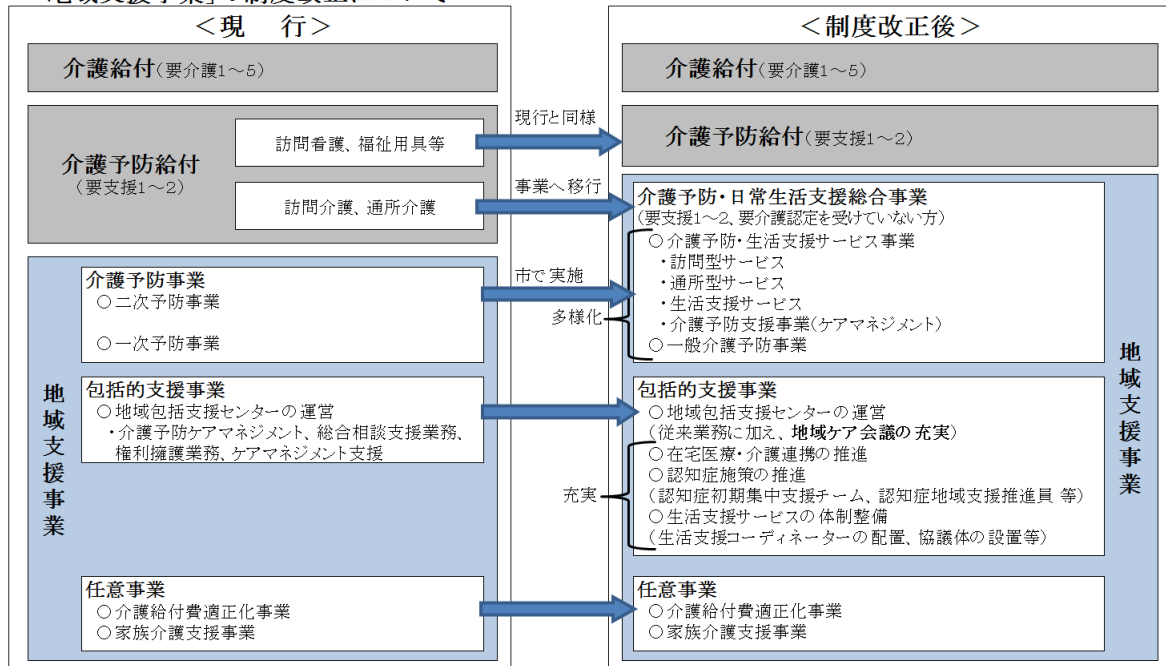 「地域支援事業」の制度改正について
＜現　行＞
介護給付(要介護1～5)
介護予防給付
(要支援1～2)
訪問看護、福祉用具等
訪問介護、通所介護
地域支援事業
介護予防事業
○二次予防事業
○一次予防事業
包括的支援事業
○地域包括支援センターの運営
・介護予防ケアマネジメント、総合相談支援業務、
権利擁護業務、ケアマネジメント支援
任意事業
○介護給付費適正化事業
○家族介護支援事業
現行と同様
事業へ移行
市で実施
多様化
充実
＜制度改正後＞
介護給付(要介護1～5)
介護予防給付(要支援1～2)
介護予防・日常生活支援総合事業
(要支援1～2、要介護認定を受けていない方)
○介護予防・生活支援サービス事業
・訪問型サービス
・通所型サービス
・生活支援サービス
・介護予防支援事業(ケアマネジメント)
○一般介護予防事業
包括的支援事業
○地域包括支援センターの運営
(従来業務に加え、地域ケア会議の充実)
○在宅医療・介護連携の推進
○認知症施策の推進
(認知症初期集中支援チーム、認知症地域支援推進員 等)
○生活支援サービスの体制整備
(生活支援コーディネーターの配置、協議体の設置等)
任意事業
○介護給付費適正化事業
○家族介護支援事業
地域支援事業